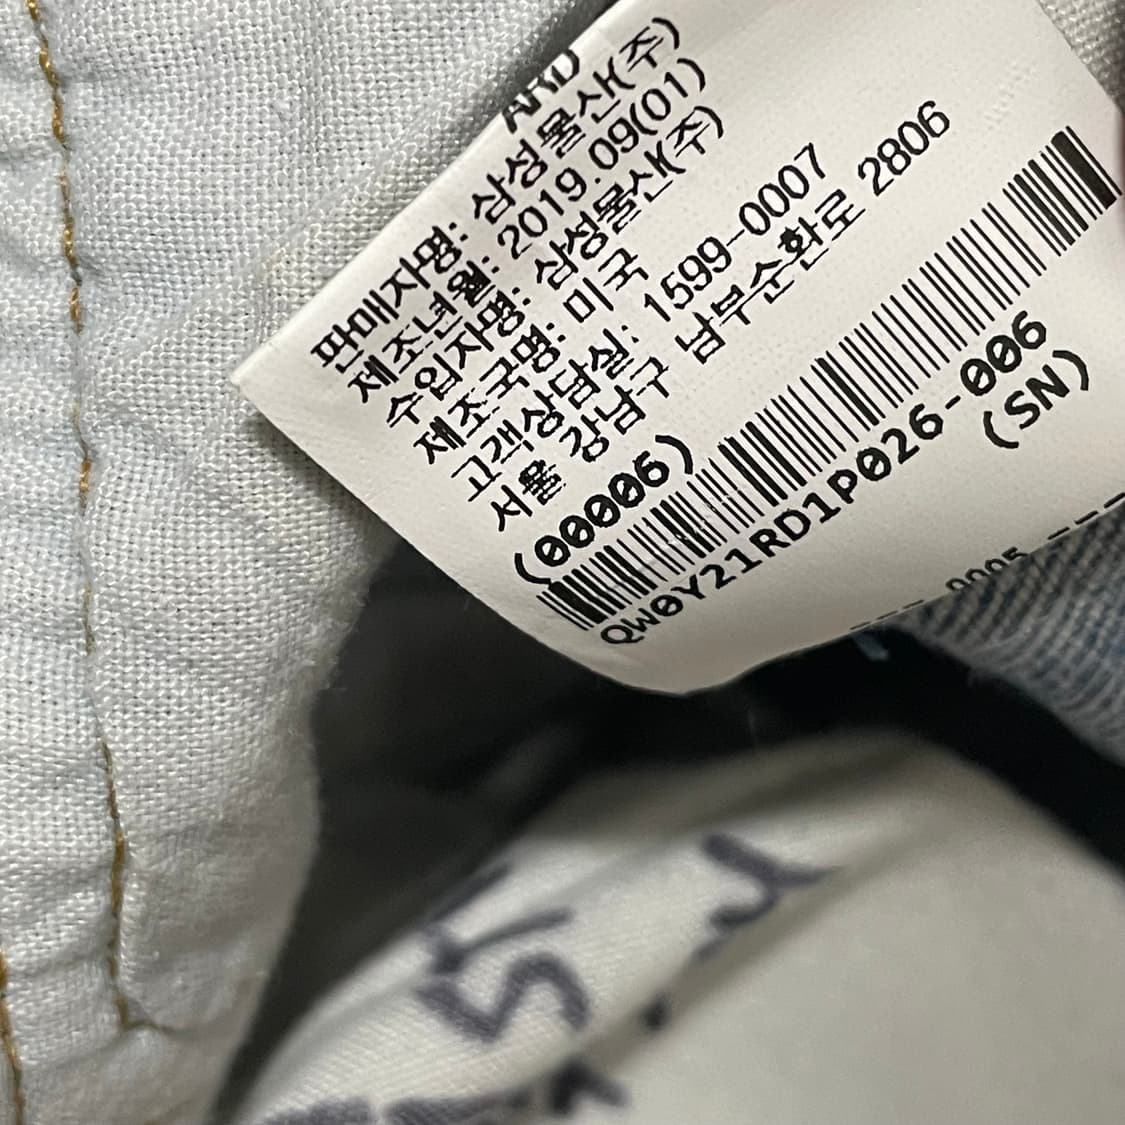 ARD
판매자명: 삼성물산(주)
제조년월: 2019.09(01)
수입자명: 삼성물산(주)
제조국명: 미국
고객상담실: 1599-0007
서울 강남구 남부순환로 2806
(00006)
QW0Y21RD1P026-006
(SN)
--- 0005 ---